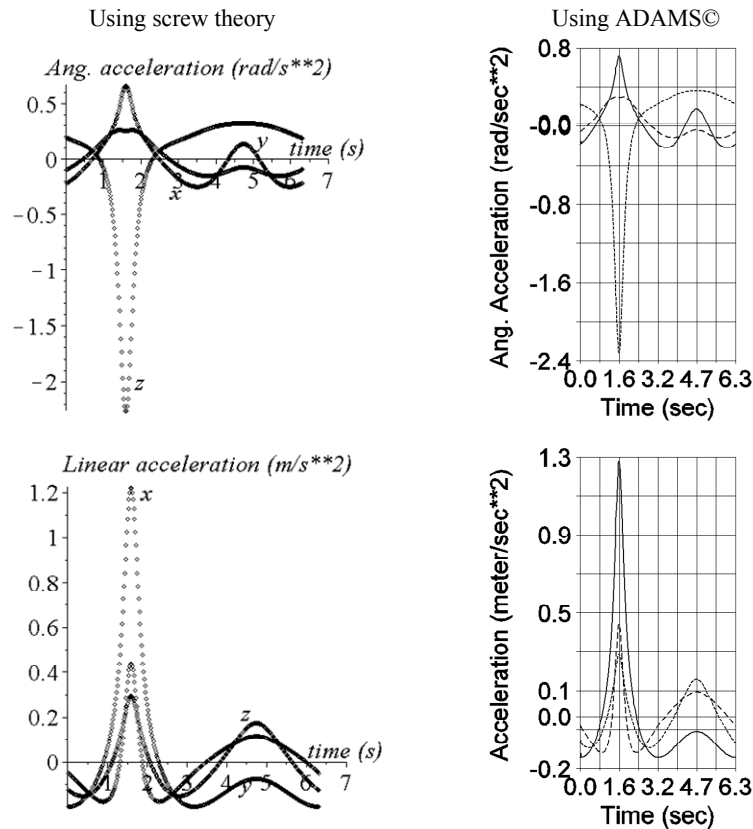 Using screw theory
Using ADAMS©
Ang. acceleration (rad/s**2)
0.5
0
-0.5
-1
-1.5
-2
1 2 3 4 5 6 7
time (s)
x
y
z
Ang. Acceleration (rad/sec**2)
0.8
-0.0
-0.8
-1.6
-2.4
0.0 1.6 3.2 4.7 6.3
Time (sec)
Linear acceleration (m/s**2)
1.2
1
0.8
0.6
0.4
0.2
0
1 2 4 5 6 7
time (s)
x
z
y
Acceleration (meter/sec**2)
1.3
0.9
0.5
0.1
0.0
-0.2
0.0 1.6 3.2 4.7 6.3
Time (sec)